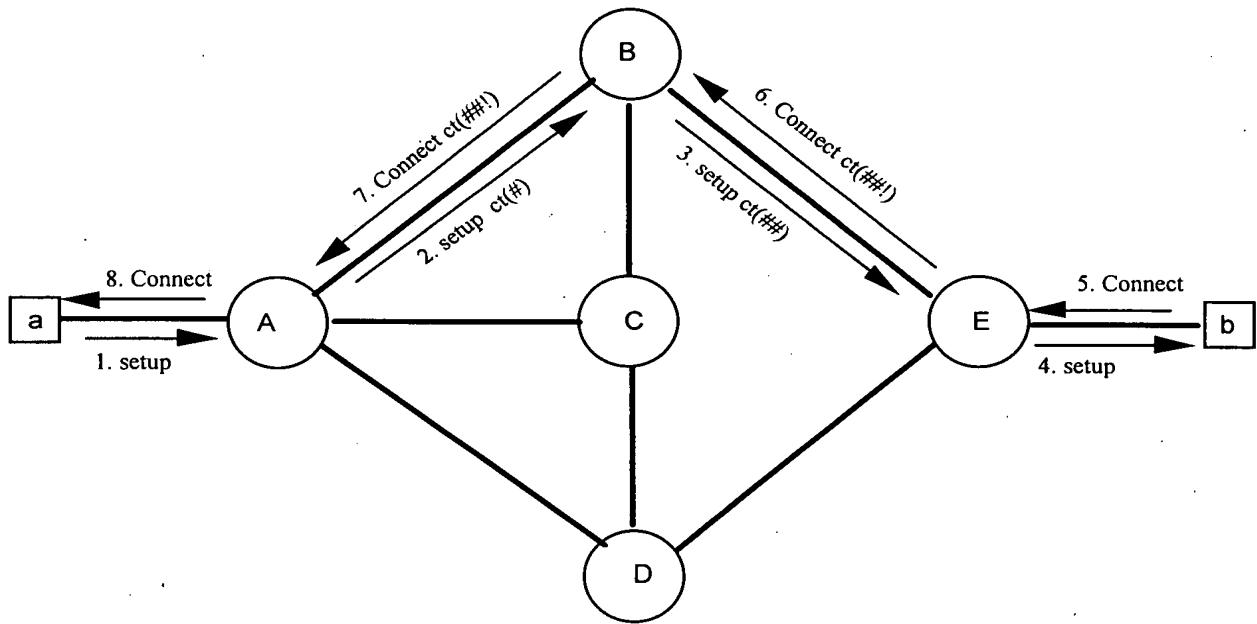 B
7. Connect ct(##!)
2. setup ct(#)
6. Connect ct(##!)
3. setup ct(##)
8. Connect
a
1. setup
A
C
E
5. Connect
4. setup
b
D